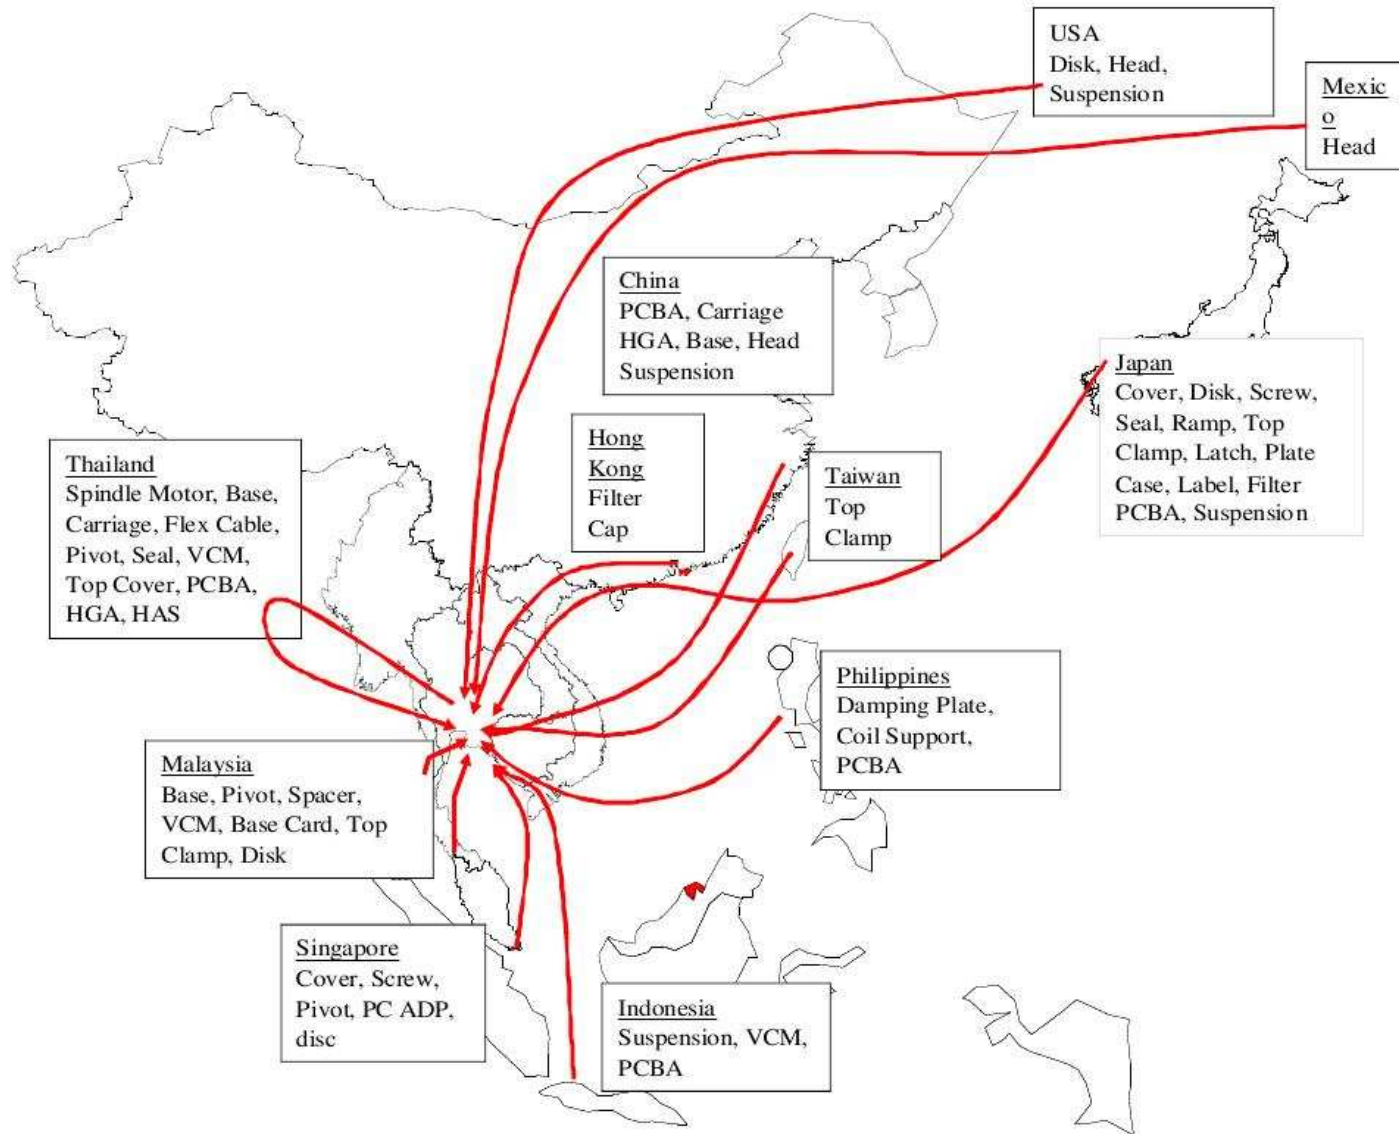 USA
Disk, Head,
Suspension
Mexic
o
Head
China
PCBA, Carriage
HGA, Base, Head
Suspension
Japan
Cover, Disk, Screw,
Seal, Ramp, Top
Clamp, Latch, Plate
Case, Label, Filter
PCBA, Suspension
Hong
Kong
Filter
Cap
Taiwan
Top
Clamp
Thailand
Spindle Motor, Base,
Carriage, Flex Cable,
Pivot, Seal, VCM,
Top Cover, PCBA,
HGA, HAS
Philippines
Damping Plate,
Coil Support,
PCBA
Malaysia
Base, Pivot, Spacer,
VCM, Base Card, Top
Clamp, Disk
Singapore
Cover, Screw,
Pivot, PC ADP,
disc
Indonesia
Suspension, VCM,
PCBA